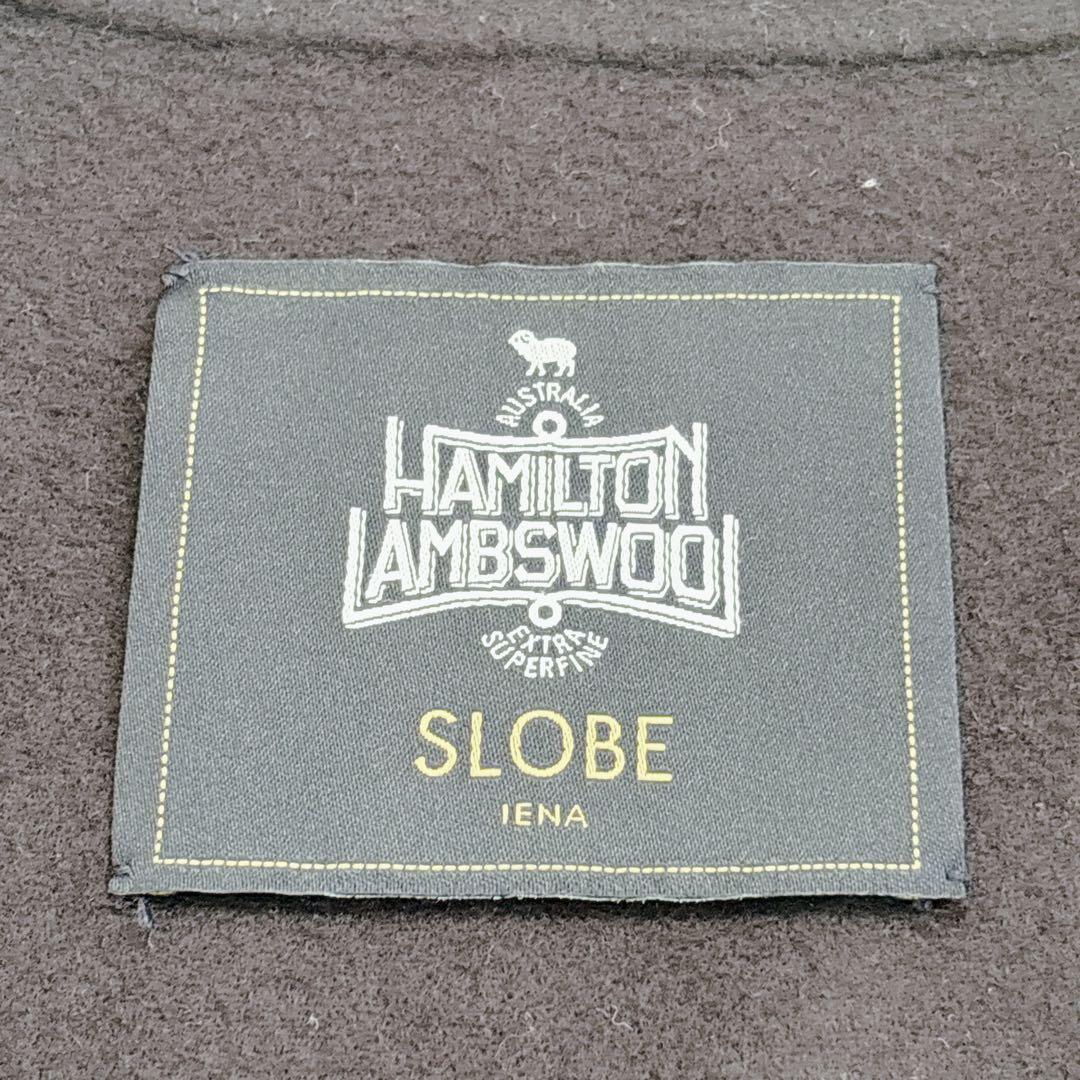 AUSTRALIA
HAMILTON
LAMBSWOOL
EXTRA
SUPERFINE
SLOBE
IENA